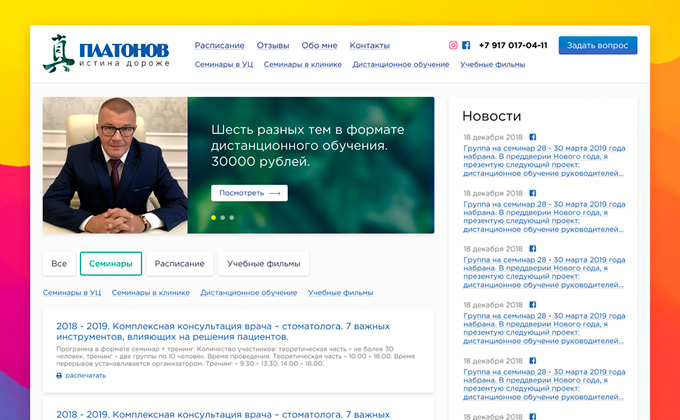 ПЛАТОНОВ
истина дороже
Расписание Отзывы Обо мне Контакты
+7 917 017-04-11
Задать вопрос
Семинары в УЦ Семинары в клинике Дистанционное обучение Учебные фильмы
Шесть разных тем в формате
дистанционного обучения.
30000 рублей.
Посмотреть
Все Семинары Расписание Учебные фильмы
Семинары в УЦ Семинары в клинике Дистанционное обучение Учебные фильмы
2018 - 2019. Комплексная консультация врача – стоматолога. 7 важных
инструментов, влияющих на решения пациентов.
Программа в формате семинар + тренинг. Количество участников: теоретическая часть – не более 30
человек, тренинг – две группы по 10 человек. Время проведения. Теоретическая часть – 10.00 – 18.00. Время
перерывов устанавливается организатором. Тренинг – 9.30 – 13.30, 14.00 – 18.00.
распечатать
2018 - 2019. Комплексная консультация врача – стоматолога. 7 важных
Новости
18 декабря 2018
Группа на семинар 28 - 30 марта 2019 года
набрана. В преддверии Нового года, я
презентую следующий проект:
дистанционное обучение руководителей...
18 декабря 2018
Группа на семинар 28 - 30 марта 2019 года
набрана. В преддверии Нового года, я
презентую следующий проект:
дистанционное обучение руководителей...
18 декабря 2018
Группа на семинар 28 - 30 марта 2019 года
набрана. В преддверии Нового года, я
презентую следующий проект:
дистанционное обучение руководителей...
18 декабря 2018
Группа на семинар 28 - 30 марта 2019 года
набрана. В преддверии Нового года, я
презентую следующий проект:
дистанционное обучение руководителей...
18 декабря 2018
Группа на семинар 28 - 30 марта 2019 года
набрана. В преддверии Нового года, я
презентую следующий проект:
дистанционное обучение руководителей...